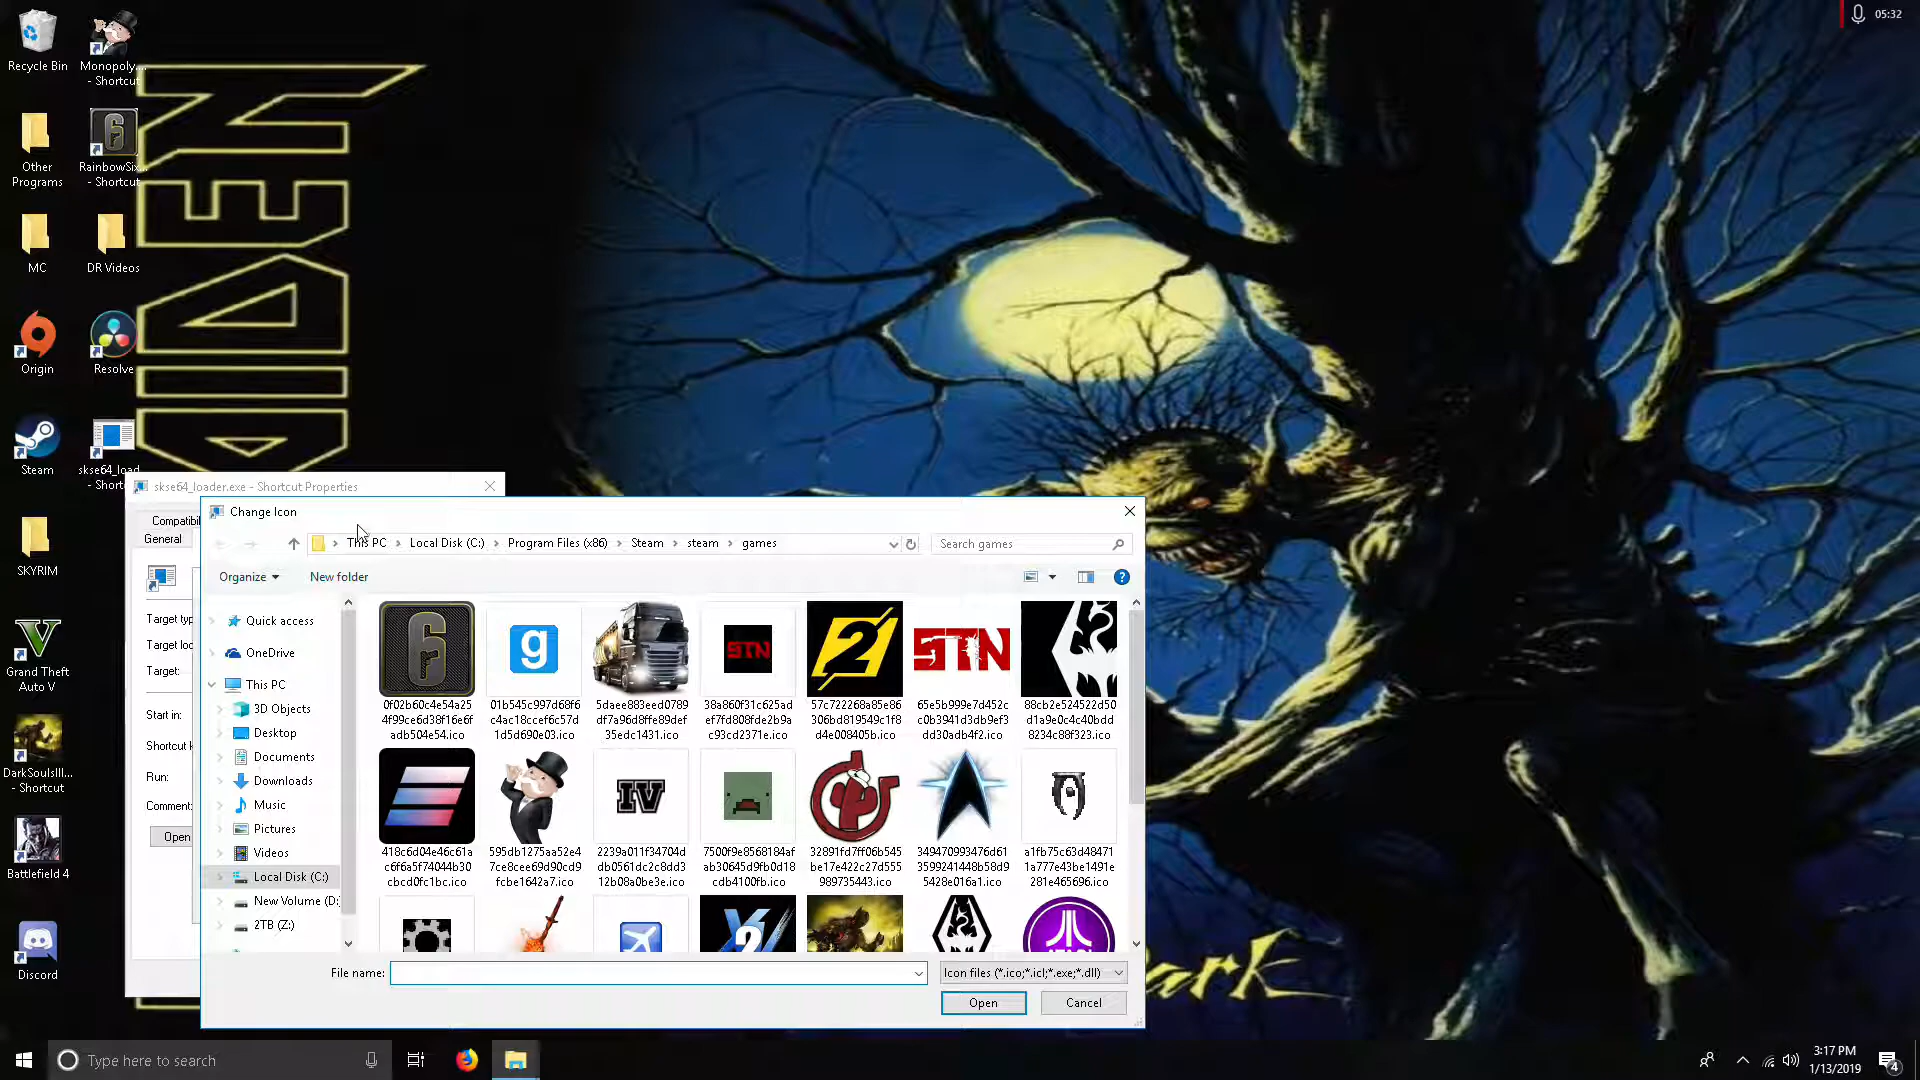 Recycle Bin
Monopoly...
- Shortcut
Other
Programs
RainbowSix...
- Shortcut
MC
DR Videos
Origin
Resolve
Steam
skse64_load...
- Short
SKYRIM
Grand Theft
Auto V
DarkSoulsIII...
- Shortcut
Battlefield 4
Discord
05:32
skse64_loader.exe - Shortcut Properties
Compatibil
General
Target typ
Target loc
Target:
Start in:
Shortcut k
Run:
Comment:
Open
Change Icon
This PC
Local Disk (C:)
Program Files (x86)
Steam
steam
games
Search games
Organize
New folder
Quick access
OneDrive
This PC
3D Objects
Desktop
Documents
Downloads
Music
Pictures
Videos
Local Disk (C:)
New Volume (D:
2TB (Z:)
6
g
STN
2
STN
0f02b60c4e54a25
4f99ce6d38f16e6f
adb504e54.ico
01b545c997d68f6
c4ac18ccef6c57d
1d5d690e03.ico
5daee883eed0789
df7a96d8ffe89def
35edc1431.ico
38a860f31c625ad
ef7fd808fde2b9a
c93cd2371e.ico
57c722268a85e86
306bd819549c1f8
d4e008405b.ico
65e5b999e7d452c
c0b3941d3db9ef3
dd30adb4f2.ico
88cb2e524522d50
d1a9e0c4c40bdd
8234c88f323.ico
IV
418c6d04e46c61a
c6f6a5f74044b30
cbcd0fc1bc.ico
595db1275aa52e4
7ce8cee69d90cd9
fcbe1642a7.ico
2239a011f34704d
db0561dc2c8dd3
12b08a0be3e.ico
7500f9e8568184af
ab30645d9fb0d18
cdb4100fb.ico
32891fd7ff06b545
be17e422c27d555
989735443.ico
349470993476d61
3599241448b58d9
5428e016a1.ico
a1fb75c63d48471
1a777e43be1491e
281e465696.ico
File name:
Icon files (*.ico;*.icl;*.exe;*.dll)
Open
Cancel
Type here to search
3:17 PM
1/13/2019
4